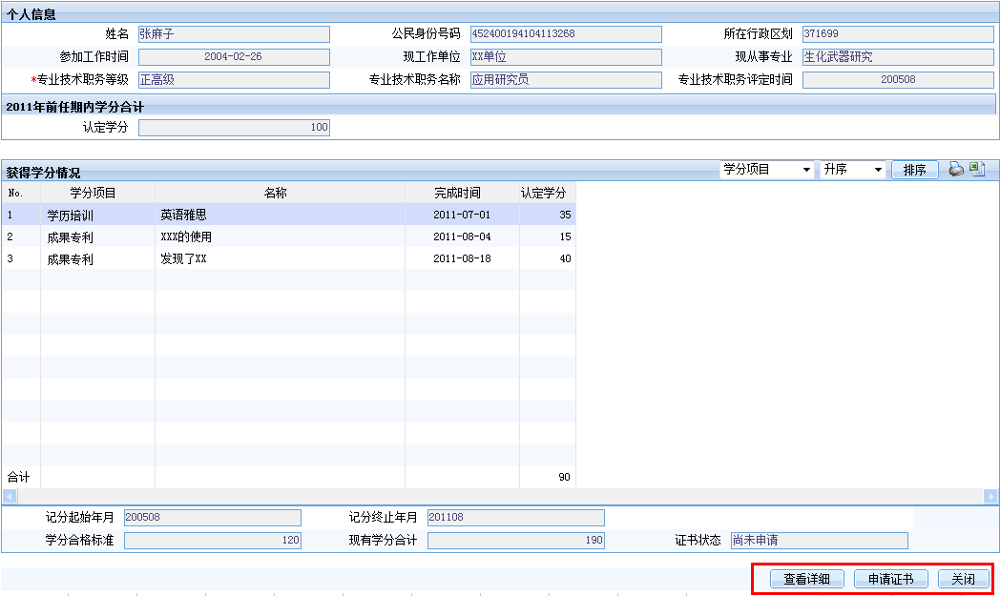 个人信息
姓名 张麻子 公民身份号码 452400194104113268 所在行政区划 371699
参加工作时间 2004-02-26 现工作单位 XX单位 现从事专业 生化武器研究
*专业技术职务等级 正高级 专业技术职务名称 应用研究员 专业技术职务评定时间 200508
2011年前任期内学分合计
认定学分 100
获得学分情况 学分项目 升序 排序
No. 学分项目 名称 完成时间 认定学分
1 学历培训 英语雅思 2011-07-01 35
2 成果专利 XXX的使用 2011-08-04 15
3 成果专利 发现了XX 2011-08-18 40
合计 90
记分起始年月 200508 记分终止年月 201108
学分合格标准 120 现有学分合计 190 证书状态 尚未申请
查看详细 申请证书 关闭